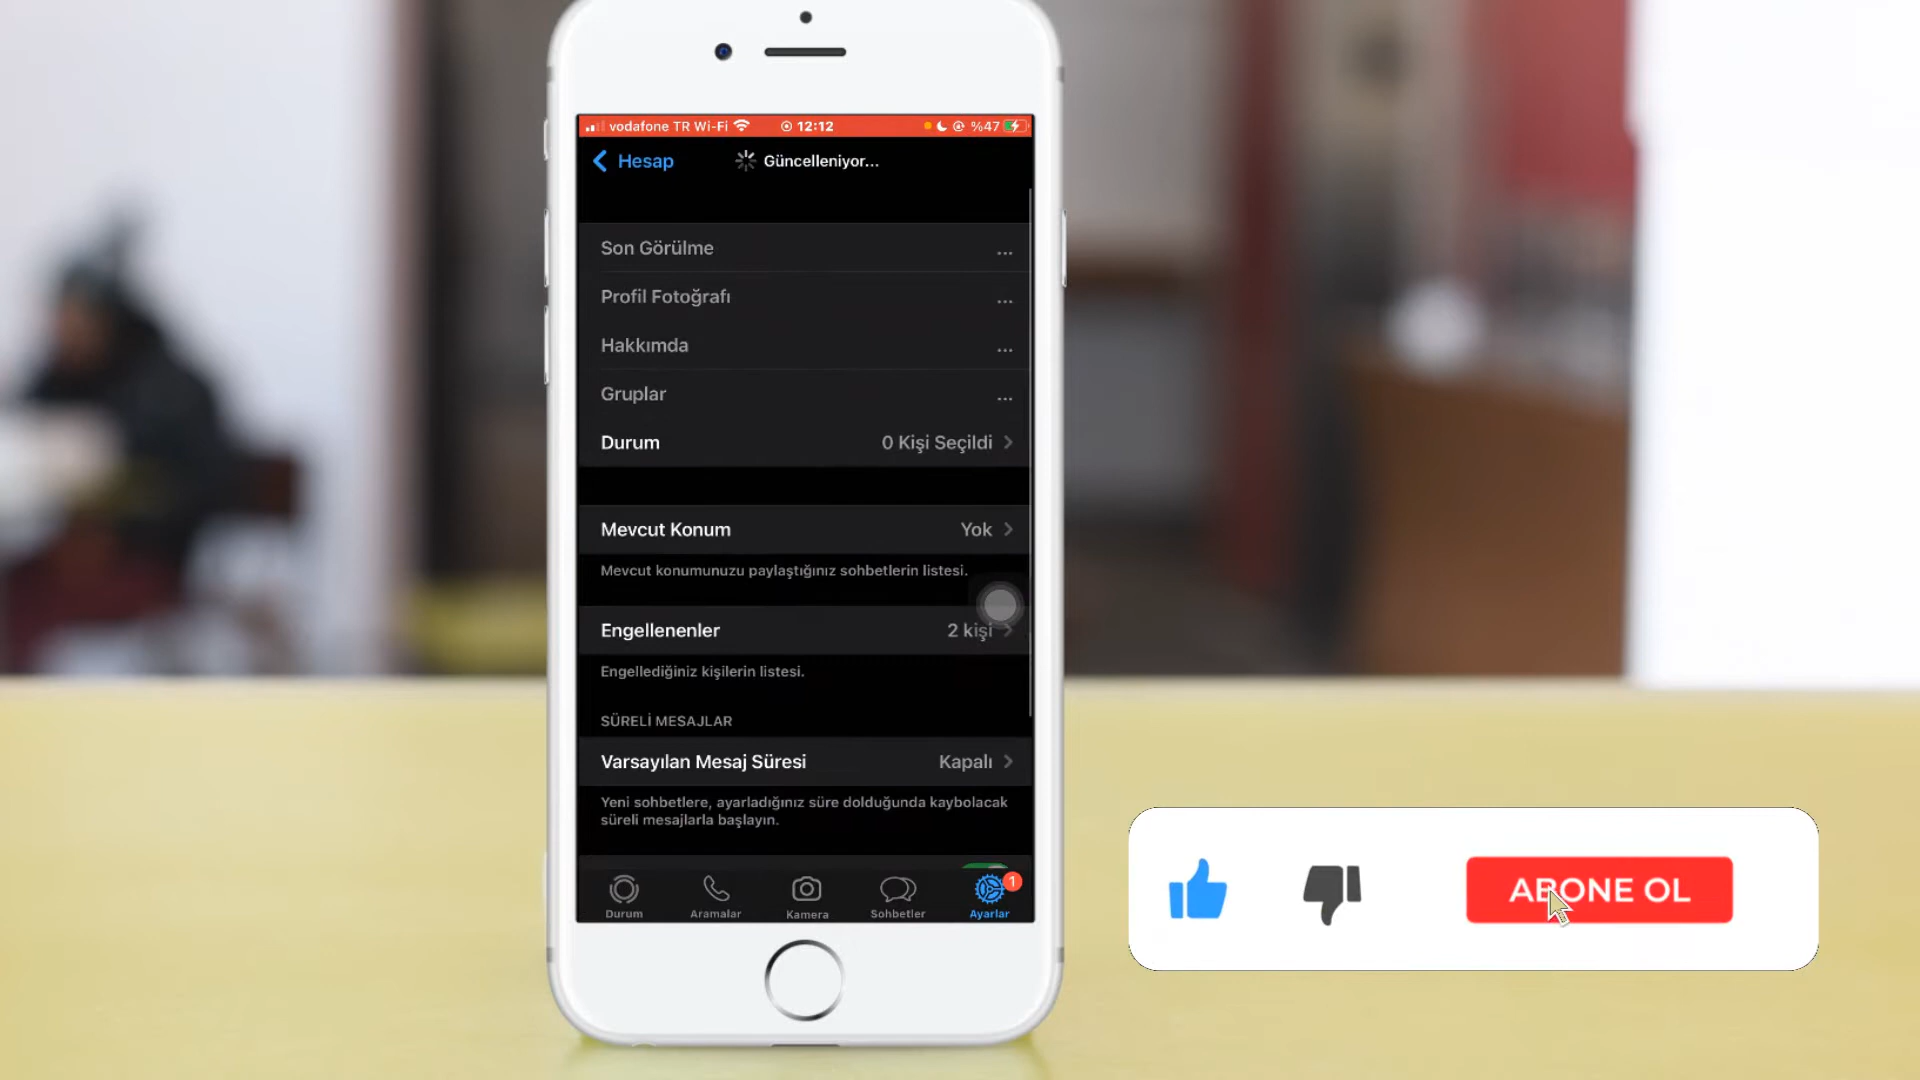 vodafone TR Wi-Fi 12:12 %47
Hesap Güncelleniyor...
Son Görülme ...
Profil Fotoğrafı ...
Hakkımda ...
Gruplar ...
Durum 0 Kişi Seçildi
Mevcut Konum Yok
Mevcut konumunuzu paylaştığınız sohbetlerin listesi.
Engellenenler 2 kişi
Engellediğiniz kişilerin listesi.
SÜRELİ MESAJLAR
Varsayılan Mesaj Süresi Kapalı
Yeni sohbetlere, ayarladığınız süre dolduğunda kaybolacak
süreli mesajlarla başlayın.
1
Durum Aramalar Kamera Sohbetler Ayarlar
ABONE OL